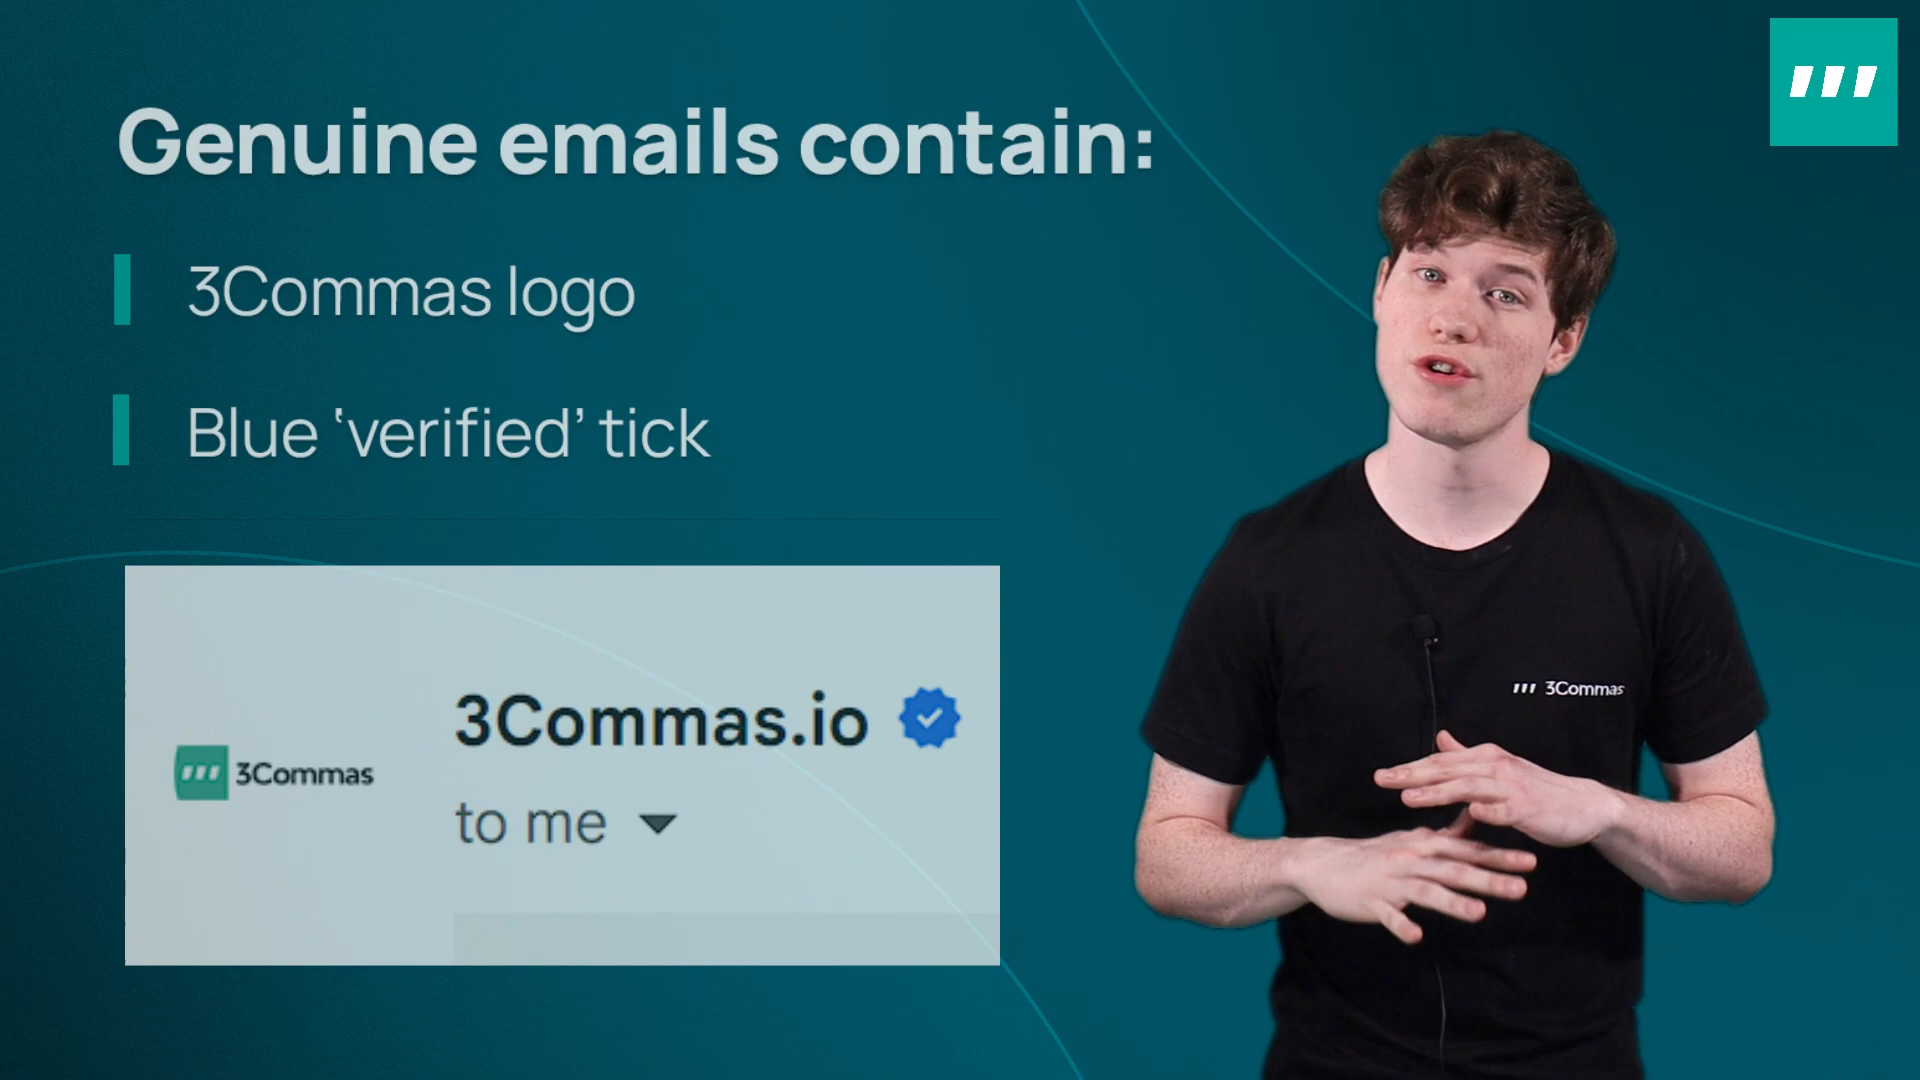 Genuine emails contain:
3Commas logo
Blue ‘verified’ tick
3Commas.io
3Commas
to me
3Commas